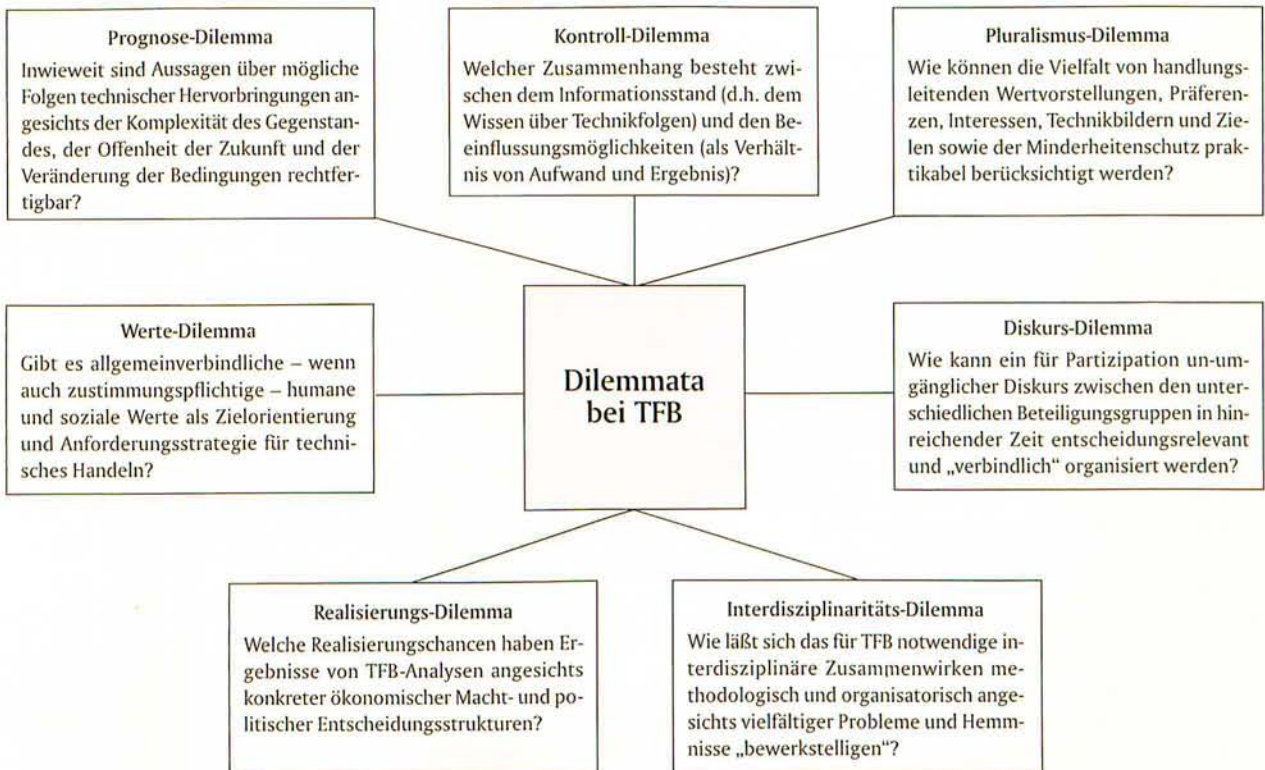 Prognose-Dilemma
Inwieweit sind Aussagen über mögliche
Folgen technischer Hervorbringungen an-
gesichts der Komplexität des Gegenstan-
des, der Offenheit der Zukunft und der
Veränderung der Bedingungen rechtfer-
tigbar?
Kontroll-Dilemma
Welcher Zusammenhang besteht zwi-
schen dem Informationsstand (d.h. dem
Wissen über Technikfolgen) und den Be-
einflussungsmöglichkeiten (als Verhält-
nis von Aufwand und Ergebnis)?
Pluralismus-Dilemma
Wie können die Vielfalt von handlungs-
leitenden Wertvorstellungen, Präferen-
zen, Interessen, Technikbildern und Zie-
len sowie der Minderheitenschutz prak-
tikabel berücksichtigt werden?
Werte-Dilemma
Gibt es allgemeinverbindliche – wenn
auch zustimmungspflichtige – humane
und soziale Werte als Zielorientierung
und Anforderungsstrategie für techni-
sches Handeln?
Dilemmata
bei TFB
Diskurs-Dilemma
Wie kann ein für Partizipation un-um-
gänglicher Diskurs zwischen den unter-
schiedlichen Beteiligungsgruppen in hin-
reichender Zeit entscheidungsrelevant
und „verbindlich“ organisiert werden?
Realisierungs-Dilemma
Welche Realisierungschancen haben Er-
gebnisse von TFB-Analysen angesichts
konkreter ökonomischer Macht- und po-
litischer Entscheidungsstrukturen?
Interdisziplinaritäts-Dilemma
Wie läßt sich das für TFB notwendige in-
terdisziplinäre Zusammenwirken me-
thodologisch und organisatorisch ange-
sichts vielfältiger Probleme und Hemm-
nisse „bewerkstelligen“?